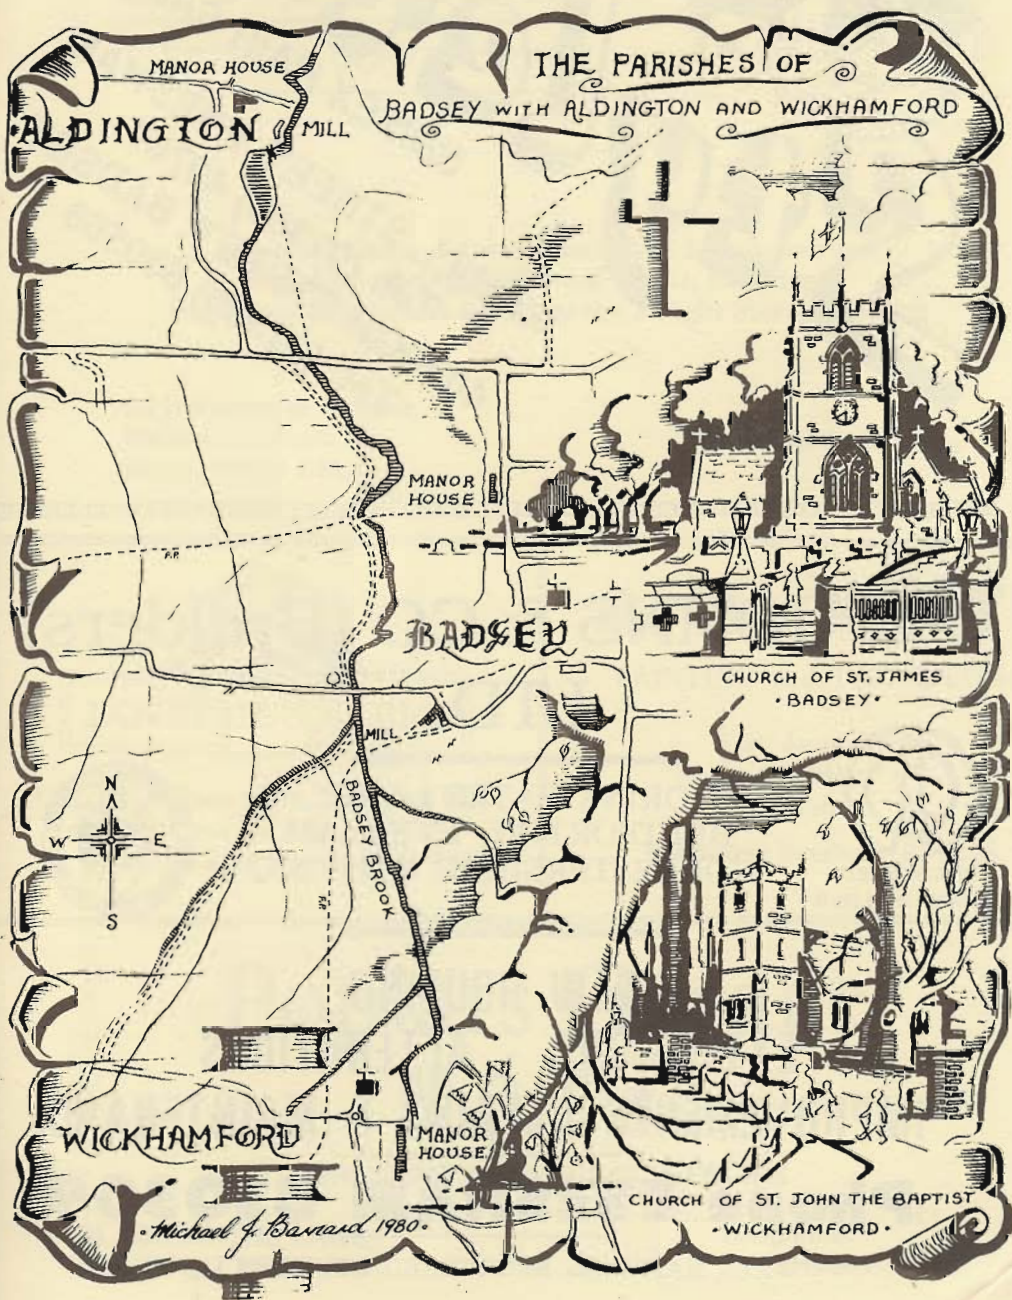 THE PARISHES OF
BADSEY WITH ALDINGTON AND WICKHAMFORD
MANOR HOUSE
ALDINGTON
MILL
MANOR
HOUSE
F.P.
BADSEY
CHURCH OF ST. JAMES
· BADSEY ·
MILL
BADSEY BROOK
N
W
E
S
F.P.
WICKHAMFORD
MANOR
HOUSE
CHURCH OF ST. JOHN THE BAPTIST
· WICKHAMFORD ·
· Michael J. Barnard 1980 ·